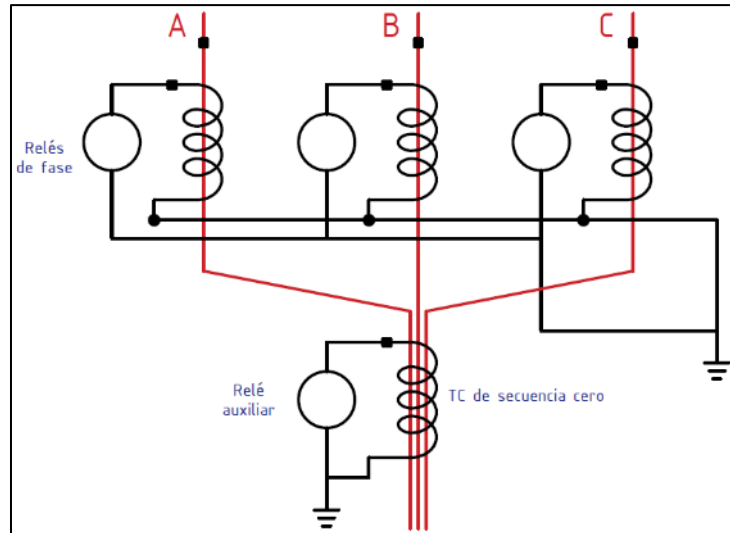 A
B
C
Relés
de fase
Relé
auxiliar
TC de secuencia cero